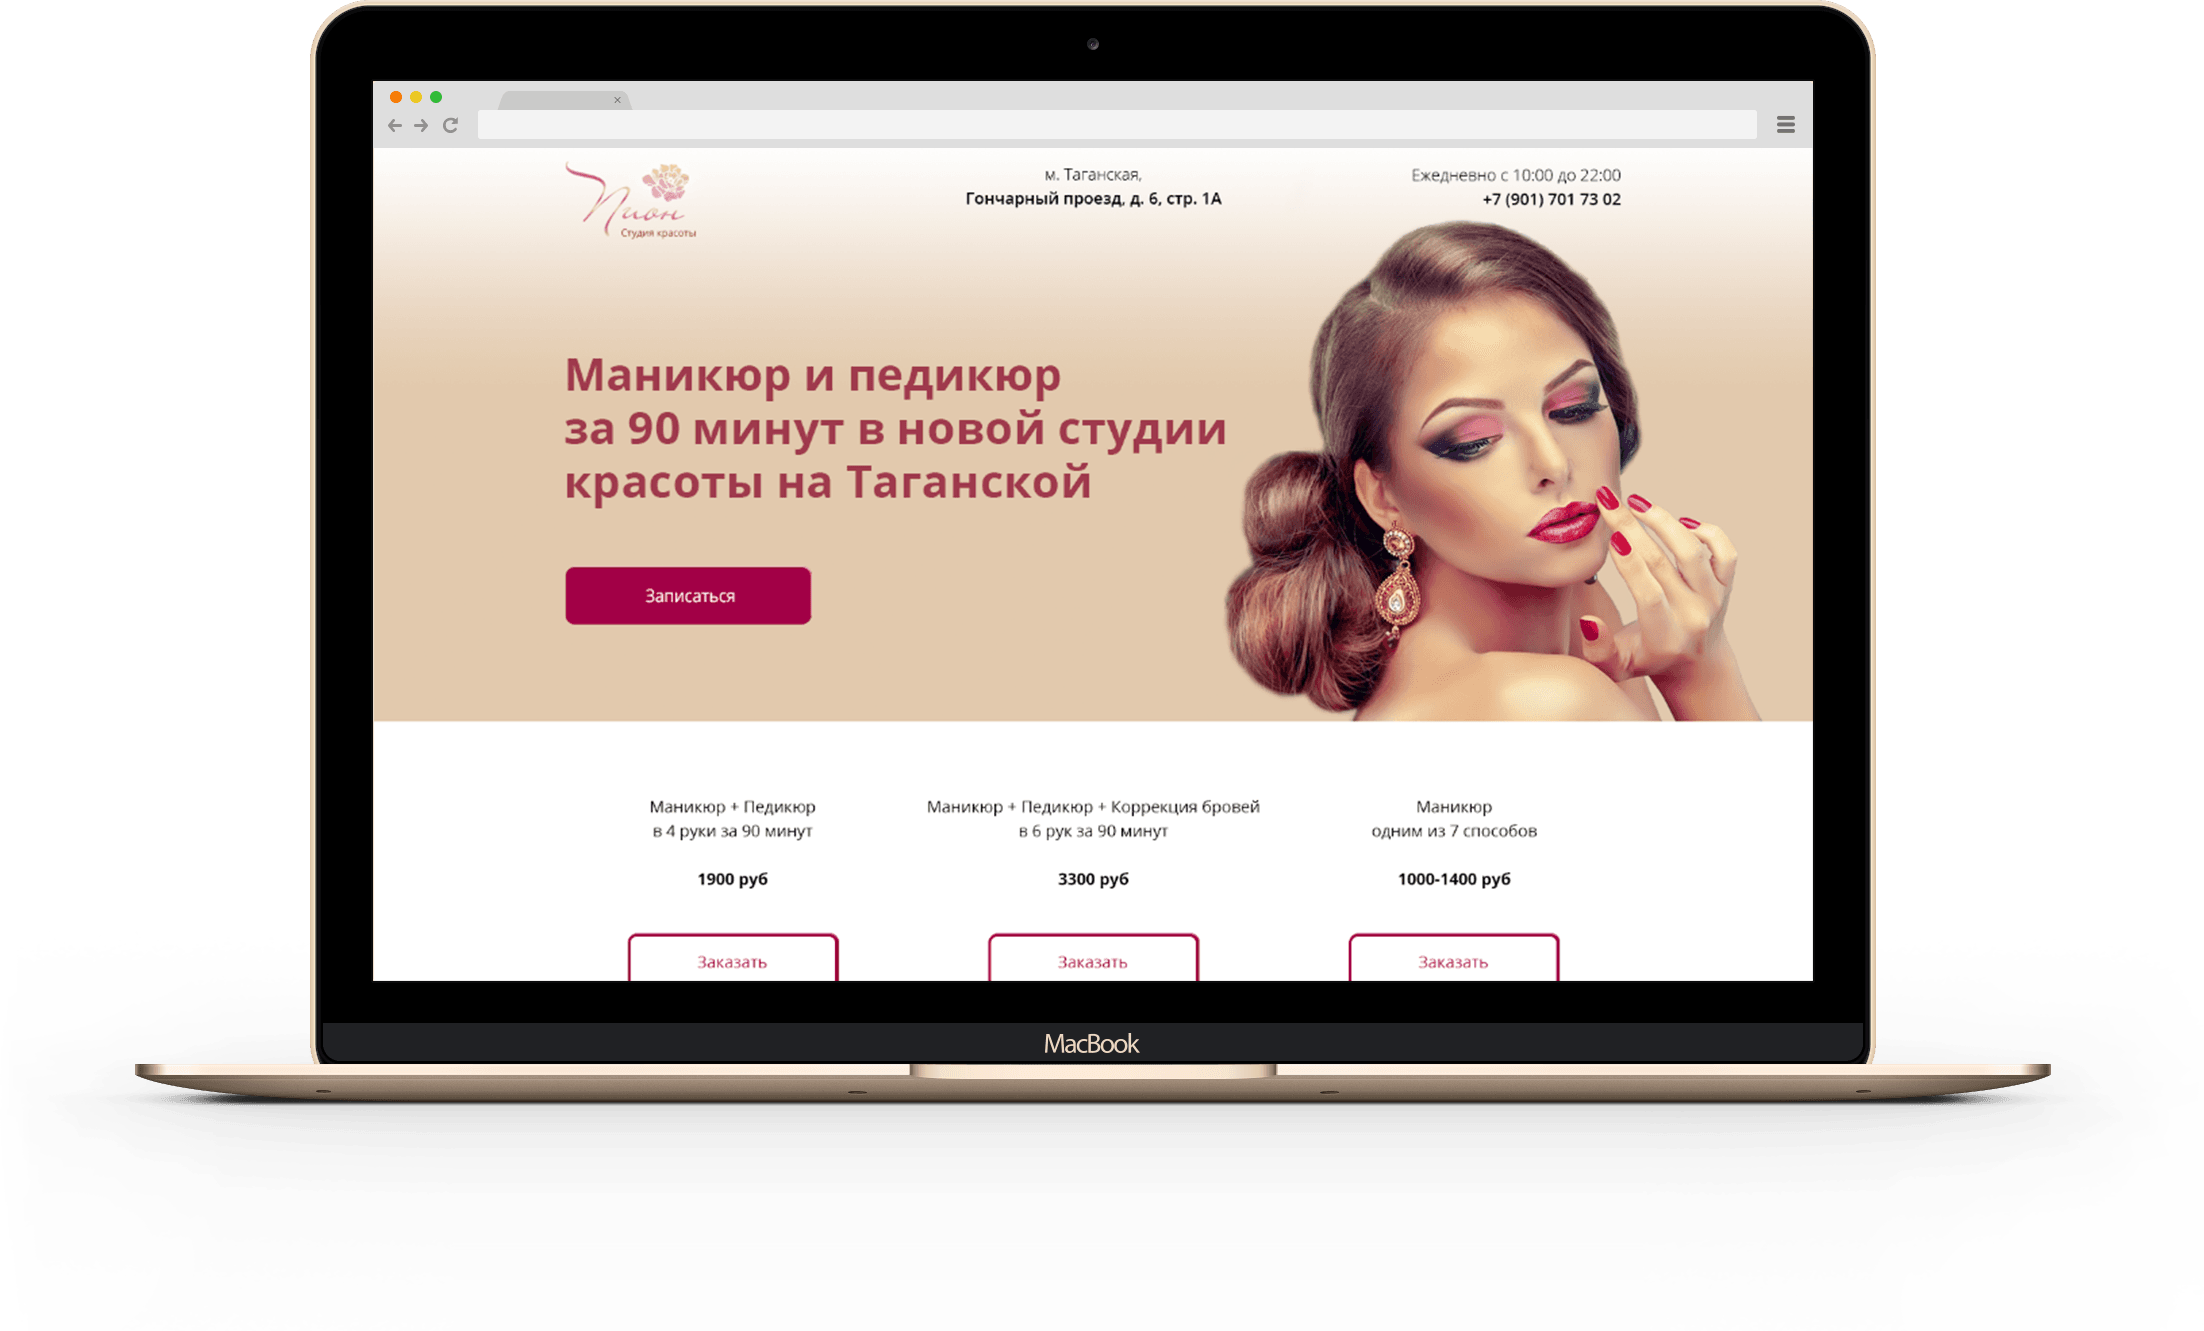 Пион
Студия красоты
м. Таганская,
Гончарный проезд, д. 6, стр. 1А
Ежедневно с 10:00 до 22:00
+7 (901) 701 73 02
Маникюр и педикюр
за 90 минут в новой студии
красоты на Таганской
Записаться
Маникюр + Педикюр
в 4 руки за 90 минут
1900 руб
Заказать
Маникюр + Педикюр + Коррекция бровей
в 6 рук за 90 минут
3300 руб
Заказать
Маникюр
одним из 7 способов
1000-1400 руб
Заказать
MacBook